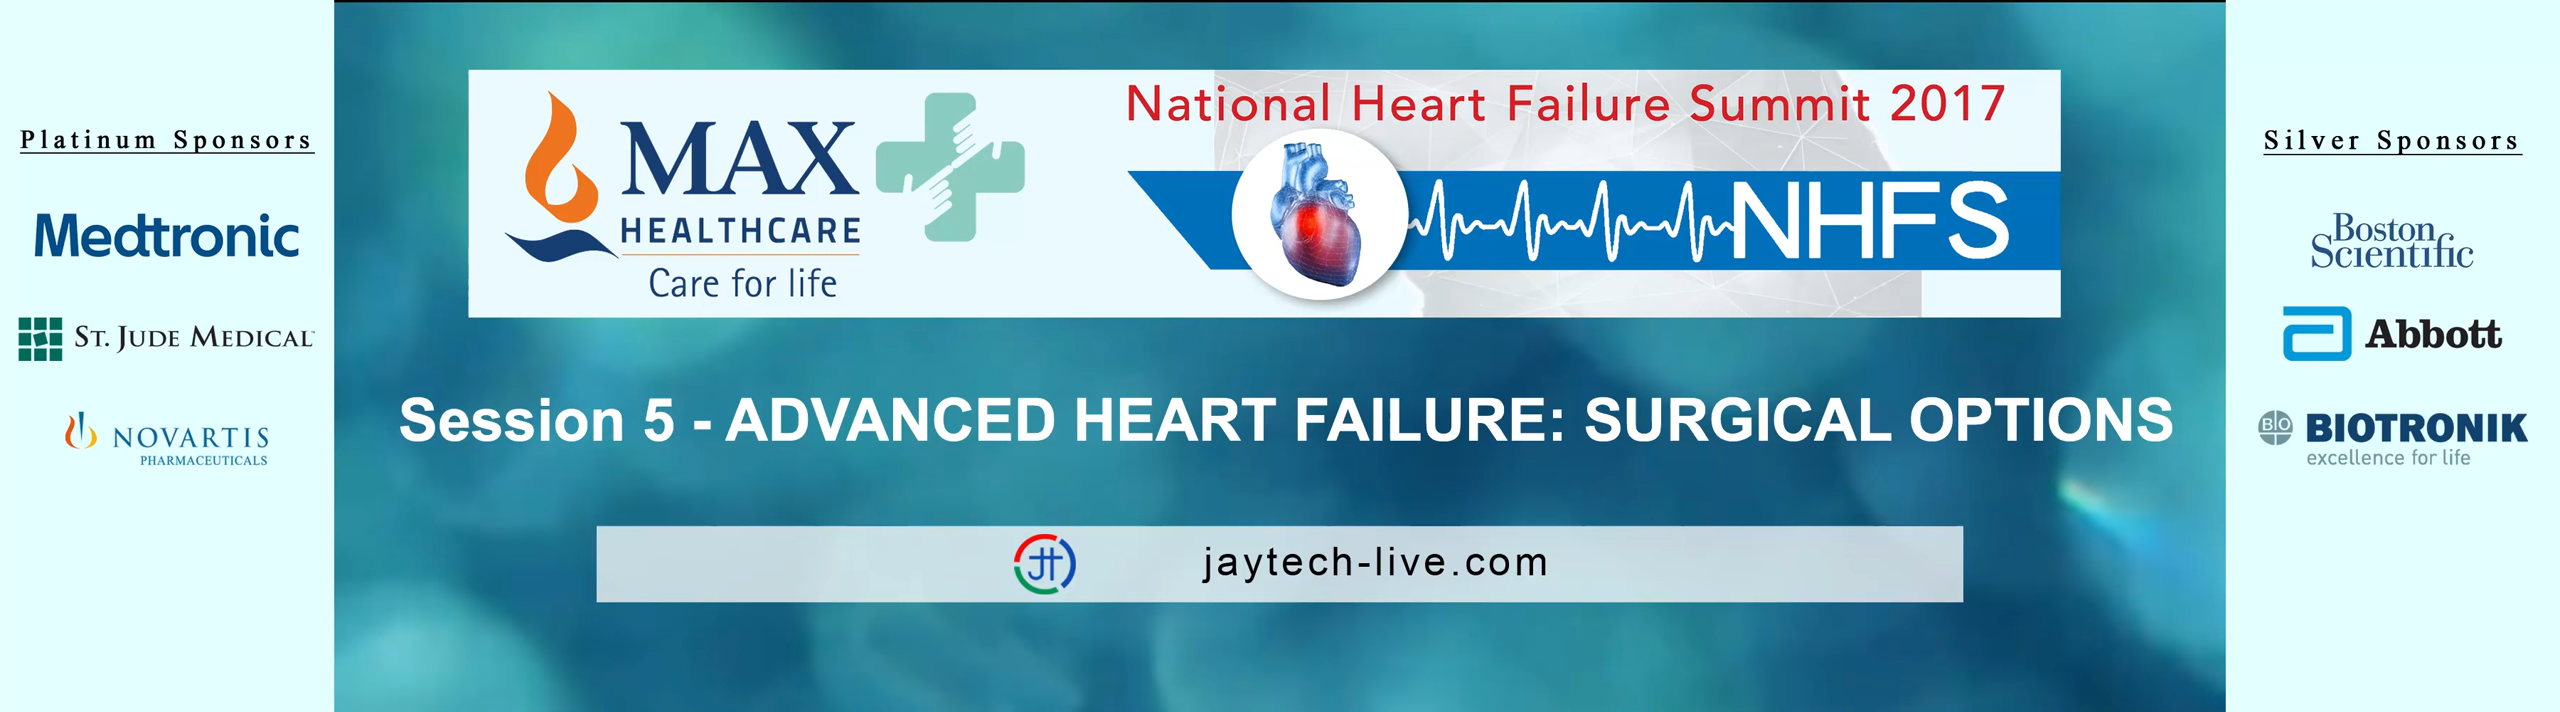 Platinum Sponsors
Medtronic
ST. JUDE MEDICAL
NOVARTIS
PHARMACEUTICALS
MAX
HEALTHCARE
Care for life
National Heart Failure Summit 2017
NHFS
Session 5 - ADVANCED HEART FAILURE: SURGICAL OPTIONS
JT
jaytech-live.com
Silver Sponsors
Boston
Scientific
Abbott
BIO
BIOTRONIK
excellence for life